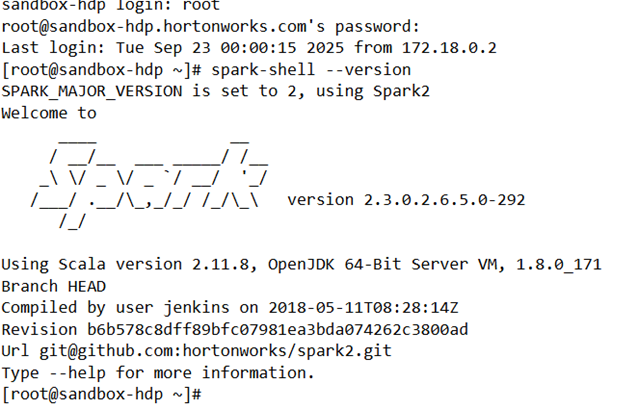 sandbox-hdp login: root
root@sandbox-hdp.hortonworks.com's password:
Last login: Tue Sep 23 00:00:15 2025 from 172.18.0.2
[root@sandbox-hdp ~]# spark-shell --version
SPARK_MAJOR_VERSION is set to 2, using Spark2
Welcome to
      ____              __
     / __/__  ___ _____/ /__
    _\ \/ _ \/ _ `/ __/  '_/
   /___/ .__/\_,_/_/ /_/\_\   version 2.3.0.2.6.5.0-292
      /_/
Using Scala version 2.11.8, OpenJDK 64-Bit Server VM, 1.8.0_171
Branch HEAD
Compiled by user jenkins on 2018-05-11T08:28:14Z
Revision b6b578c8dff89bfc07981ea3bda074262c3800ad
Url git@github.com:hortonworks/spark2.git
Type --help for more information.
[root@sandbox-hdp ~]#